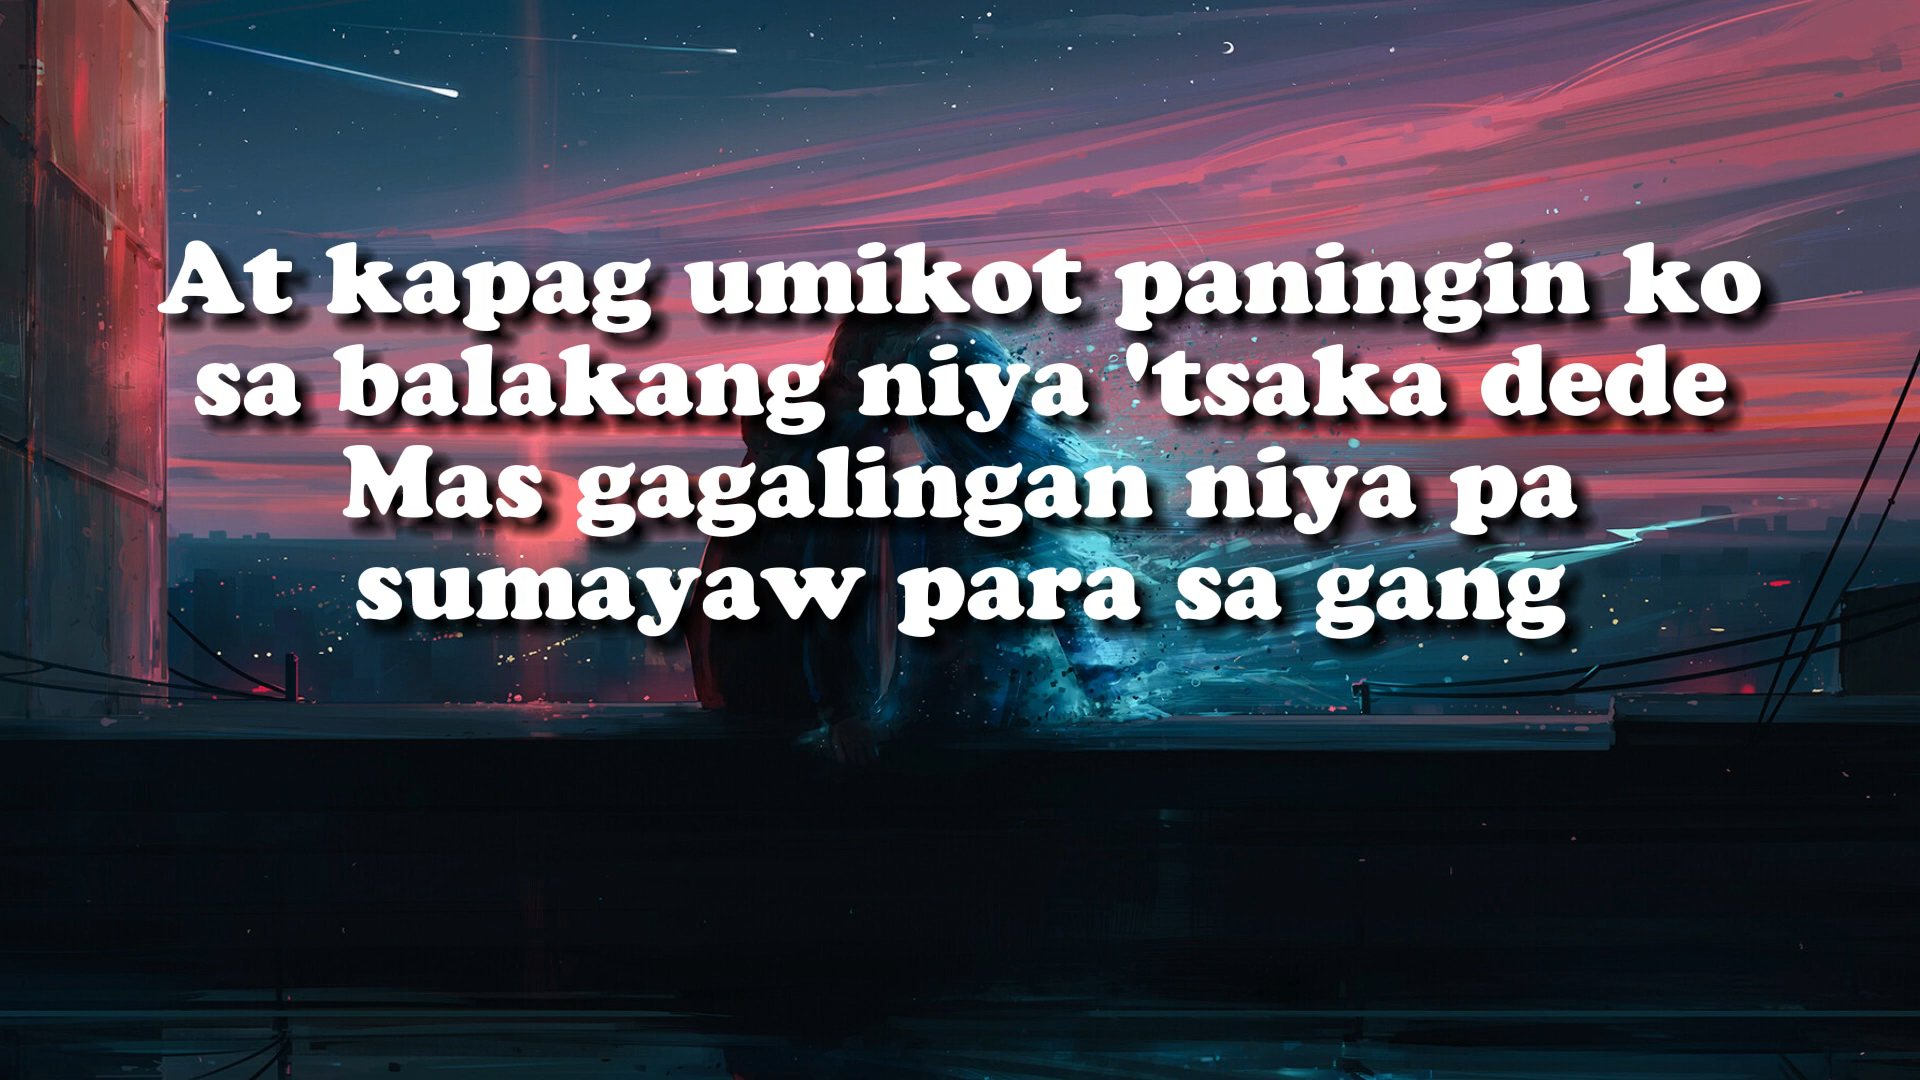 At kapag umikot paningin ko
sa balakang niya 'tsaka dede
Mas gagalingan niya pa
sumayaw para sa gang